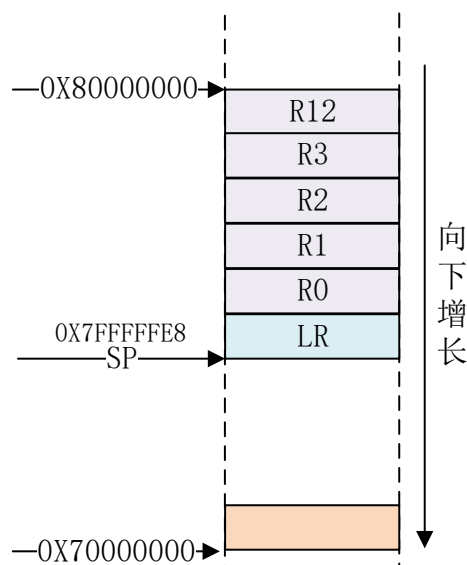 0X80000000
R12
R3
R2
R1
R0
LR
0X7FFFFFE8
SP
0X70000000
向下增长